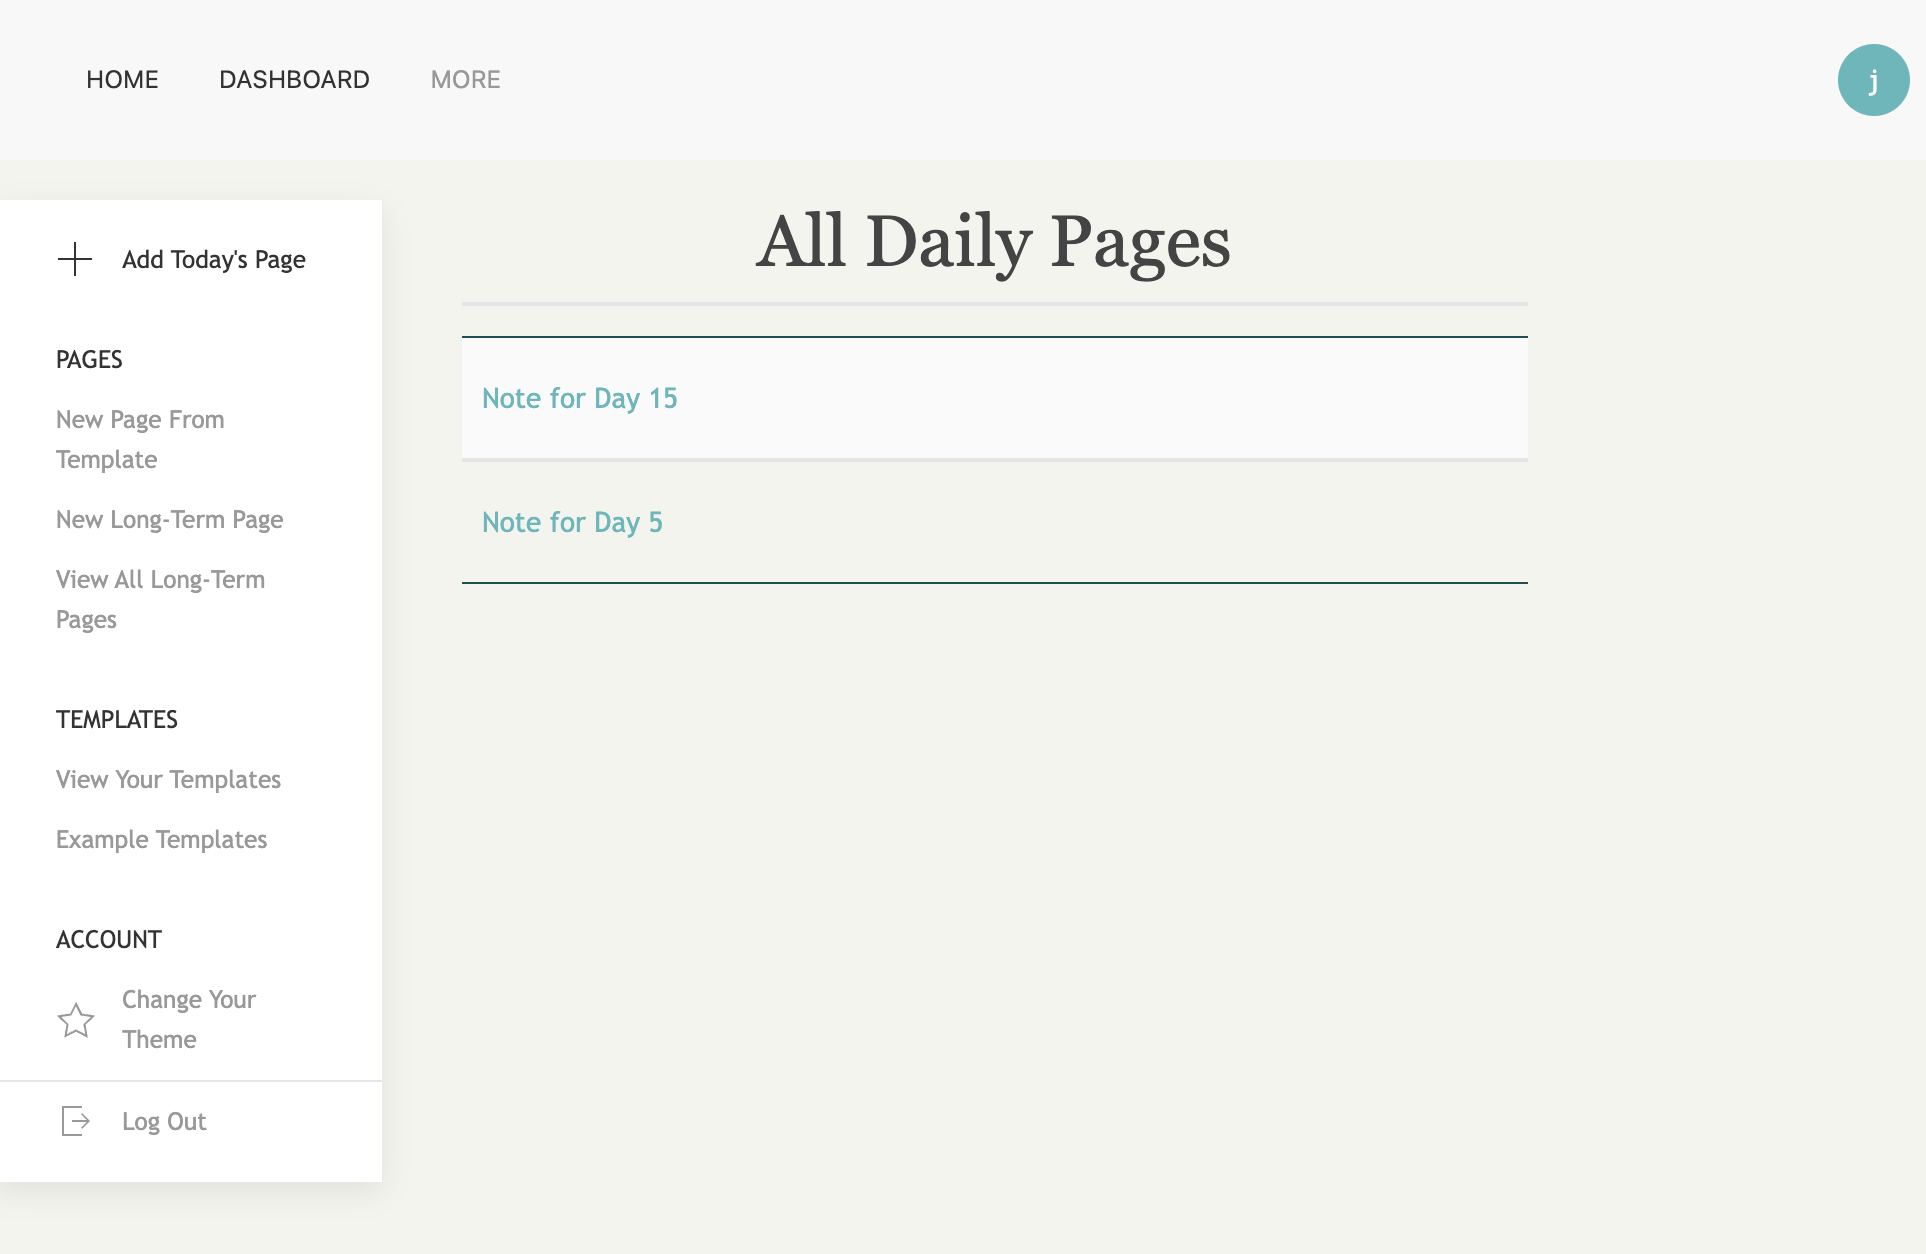 HOME DASHBOARD MORE
j
Add Today's Page
PAGES
New Page From
Template
New Long-Term Page
View All Long-Term
Pages
TEMPLATES
View Your Templates
Example Templates
ACCOUNT
Change Your
Theme
Log Out
All Daily Pages
Note for Day 15
Note for Day 5